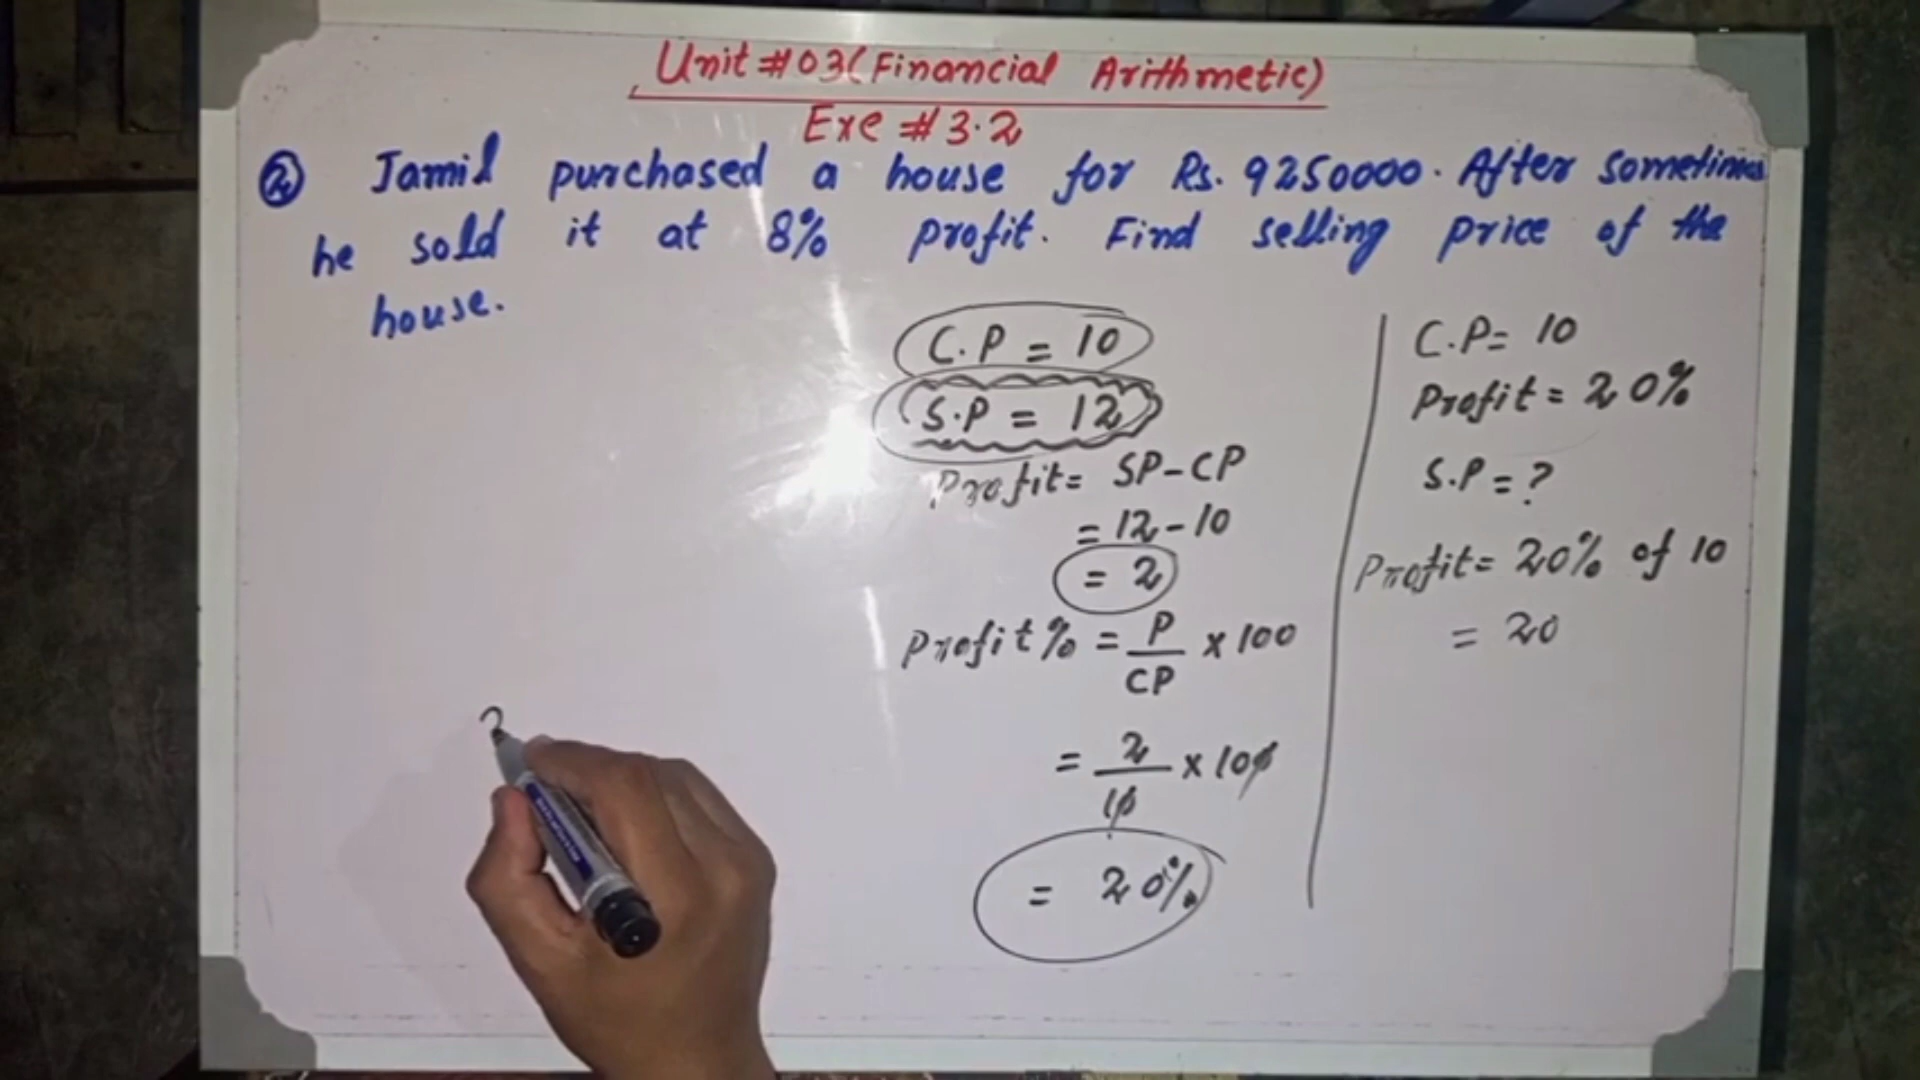 Unit #03(Financial Arithmetic)
Exe #3.2
② Jamil purchased a house for Rs. 9250000. After sometimes
he sold it at 8% profit. Find selling price of the
house.
C.P = 10
S.P = 12
Profit = SP-CP
= 12-10
= 2
Profit% = P/CP x 100
= 2/10 x 100
= 20%
C.P = 10
Profit = 20%
S.P = ?
Profit = 20% of 10
= 20
2